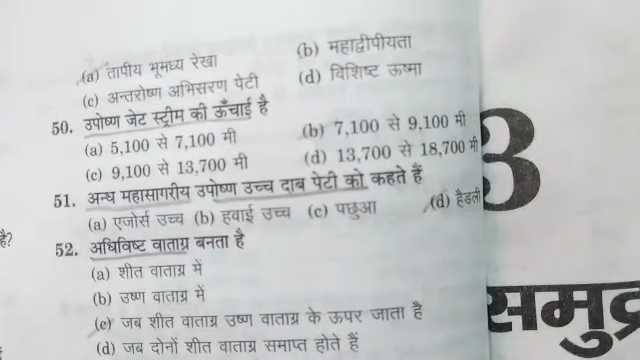 (a) तापीय भूमध्य रेखा (b) महाद्वीपीयता
(c) अन्तरोष्ण अभिसरण पेटी (d) विशिष्ट ऊष्मा
50. उपोष्ण जेट स्ट्रीम की ऊँचाई है
(a) 5,100 से 7,100 मी (b) 7,100 से 9,100 मी
(c) 9,100 से 13,700 मी (d) 13,700 से 18,700 मी
51. अन्ध महासागरीय उपोष्ण उच्च दाब पेटी को कहते हैं
(a) एजोर्स उच्च (b) हवाई उच्च (c) पछुआ (d) हैडली
52. अधिविष्ट वाताग्र बनता है
(a) शीत वाताग्र में
(b) उष्ण वाताग्र में
(c) जब शीत वाताग्र उष्ण वाताग्र के ऊपर जाता है
(d) जब दोनों शीत वाताग्र समाप्त होते हैं
है?
3
समुद्र